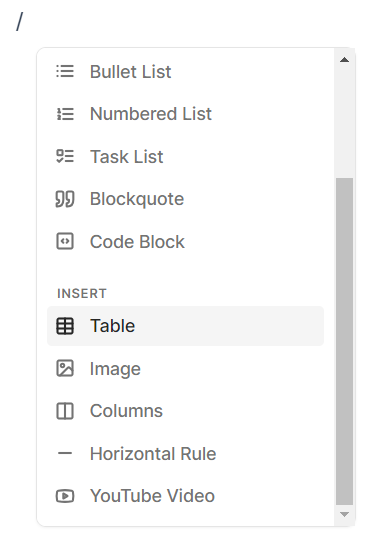 /
Bullet List
Numbered List
Task List
Blockquote
Code Block
INSERT
Table
Image
Columns
Horizontal Rule
YouTube Video